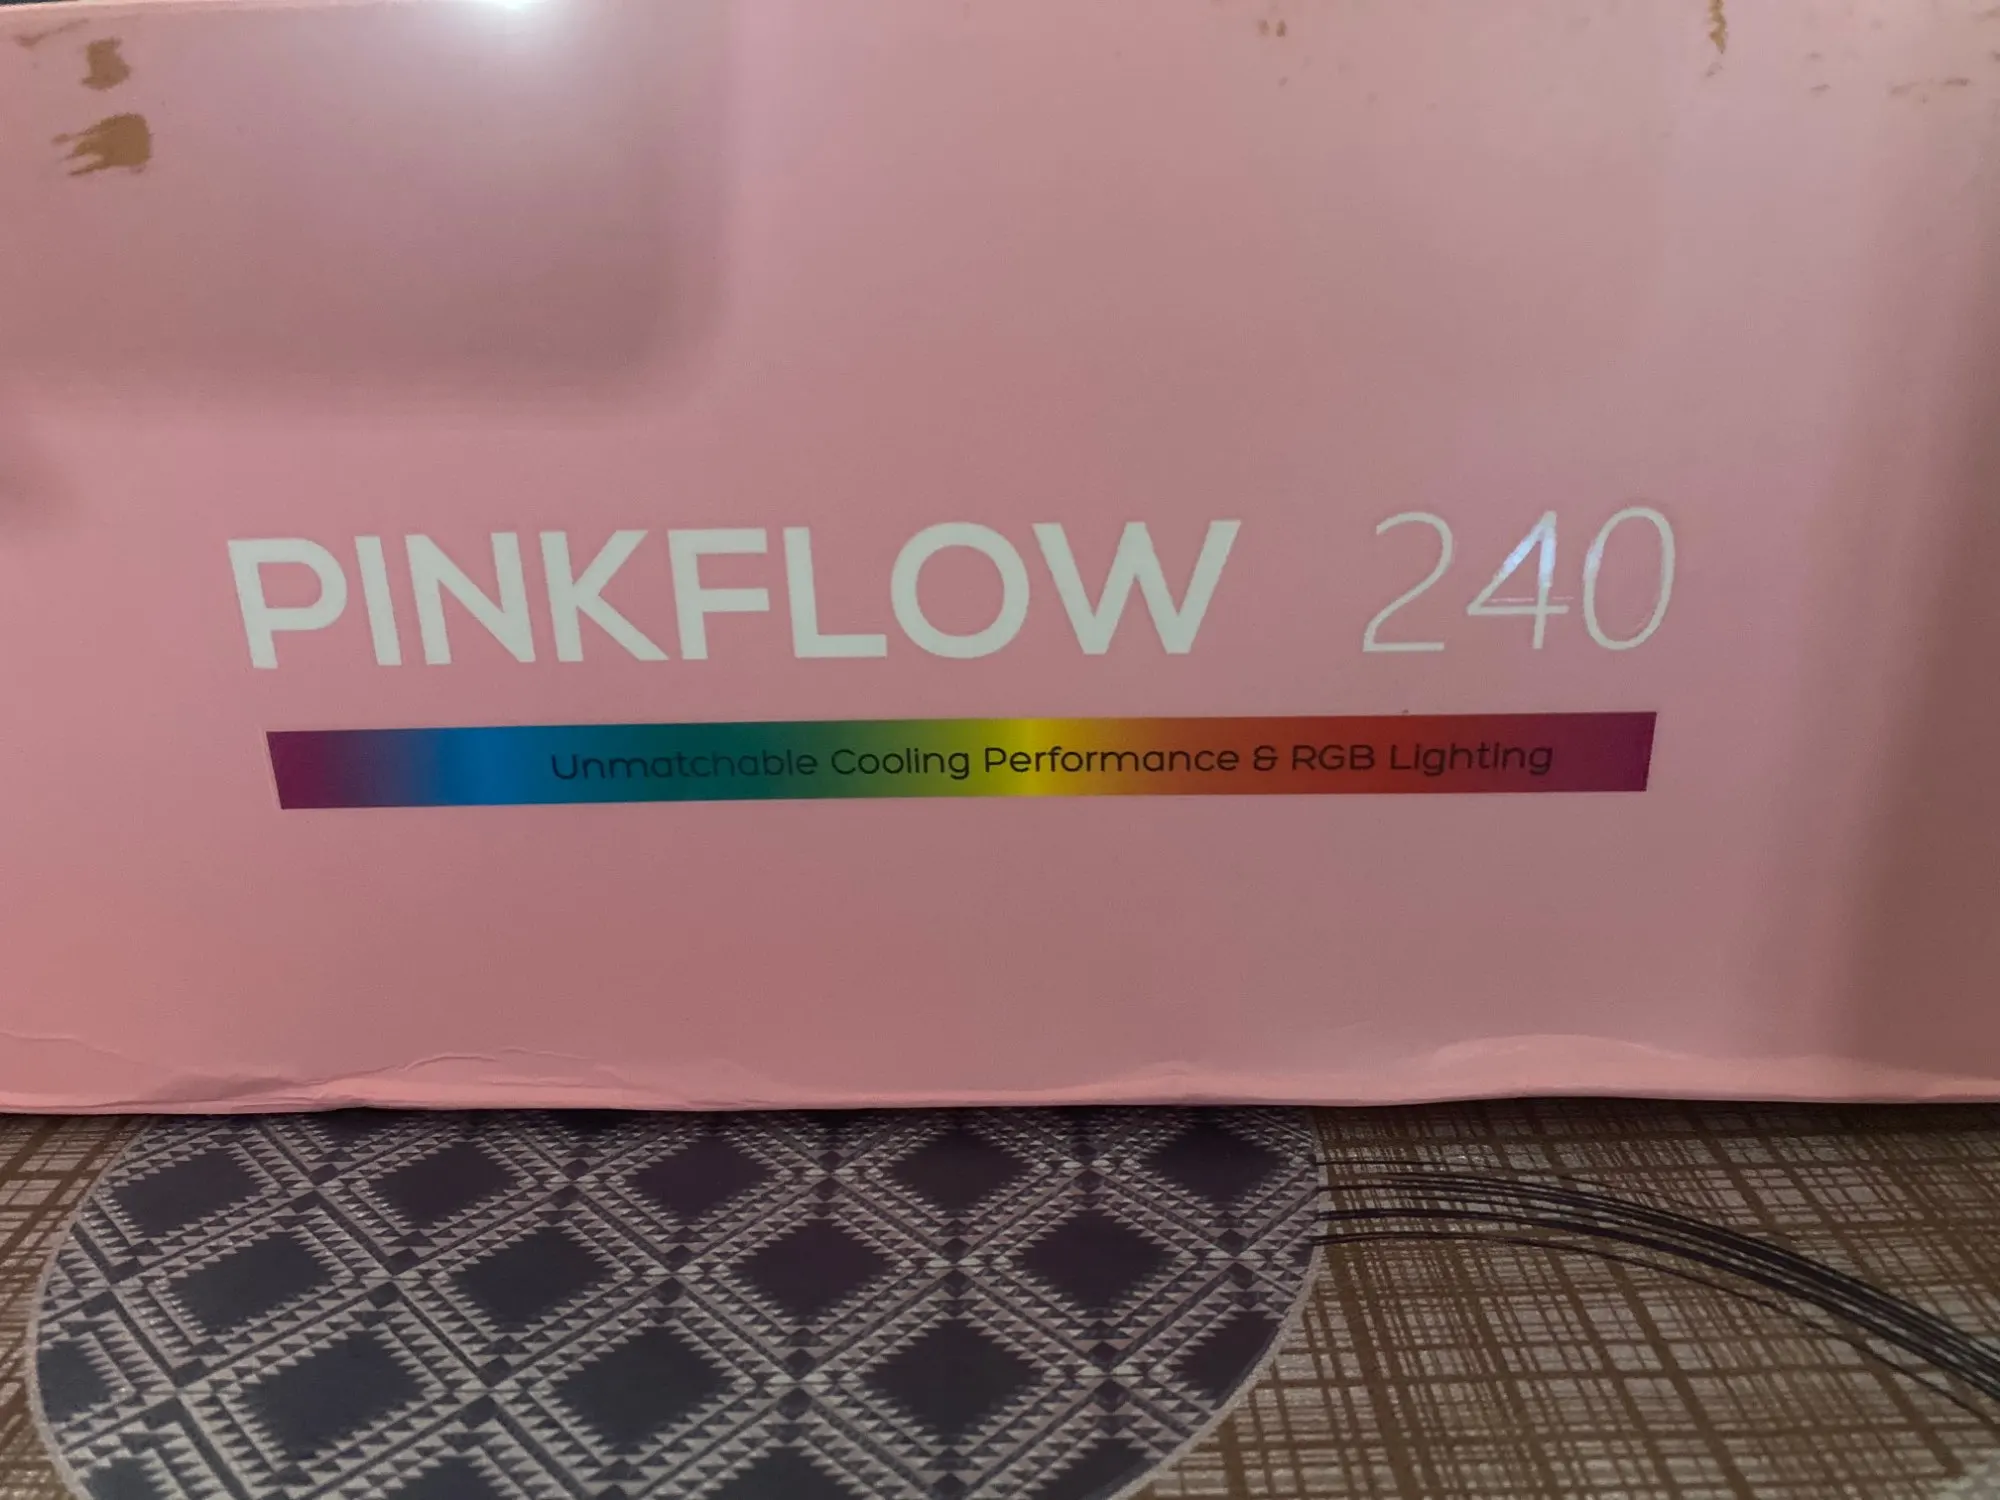 PINKFLOW 240
Unmatchable Cooling Performance & RGB Lighting